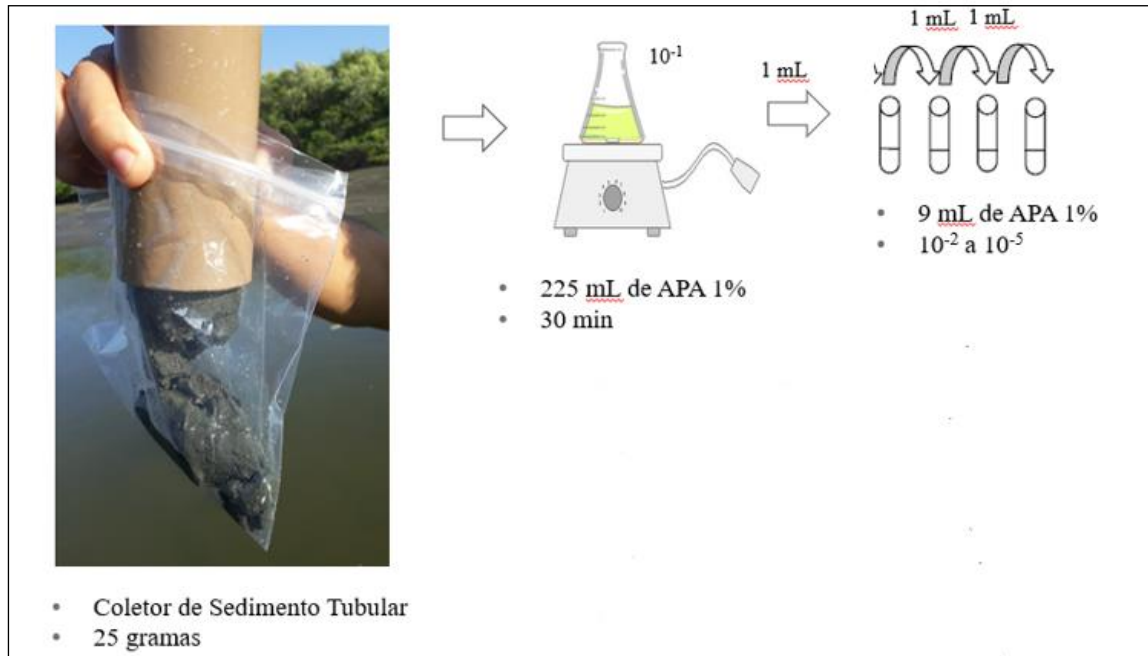 10⁻¹
1 mL
1 mL 1 mL
• 9 mL de APA 1%
• 10⁻² a 10⁻⁵
• 225 mL de APA 1%
• 30 min
• Coletor de Sedimento Tubular
• 25 gramas